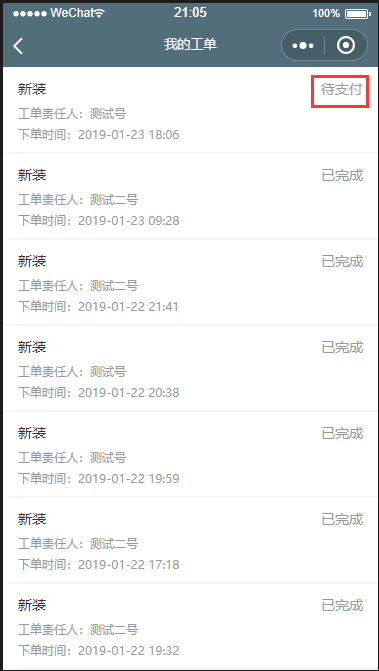 WeChat 21:05 100%
我的工单
新装 待支付
工单责任人：测试号
下单时间：2019-01-23 18:06
新装 已完成
工单责任人：测试二号
下单时间：2019-01-23 09:28
新装 已完成
工单责任人：测试二号
下单时间：2019-01-22 21:41
新装 已完成
工单责任人：测试号
下单时间：2019-01-22 20:38
新装 已完成
工单责任人：测试号
下单时间：2019-01-22 19:59
新装 已完成
工单责任人：测试二号
下单时间：2019-01-22 17:18
新装 已完成
工单责任人：测试二号
下单时间：2019-01-22 19:32